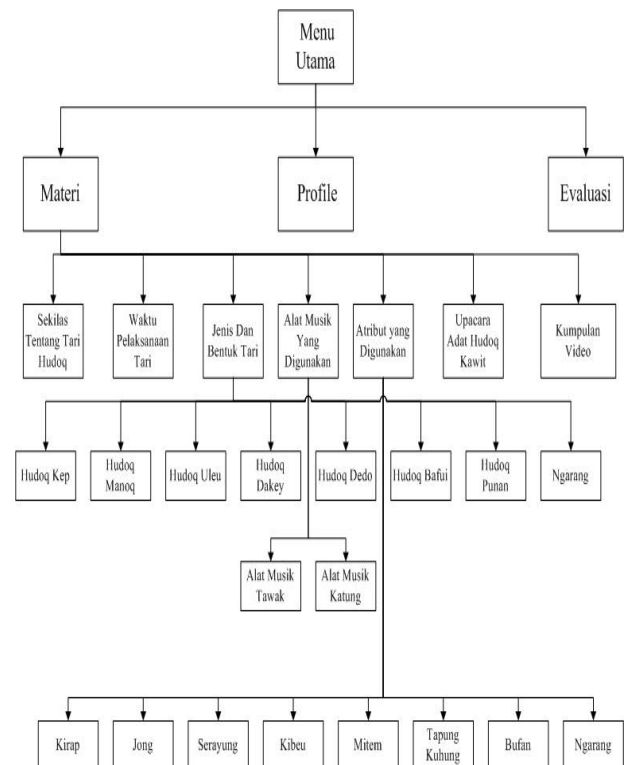 Menu
Utama
Materi
Profile
Evaluasi
Sekilas
Tentang Tari
Hudoq
Waktu
Pelaksanaan
Tari
Jenis Dan
Bentuk Tari
Alat Musik
Yang
Digunakan
Atribut yang
Digunakan
Upacara
Adat Hudoq
Kawit
Kumpulan
Video
Hudoq Kep
Hudoq
Manoq
Hudoq Uleu
Hudoq
Dakey
Hudoq Dedo
Hudoq Bafui
Hudoq
Punan
Ngarang
Alat Musik
Tawak
Alat Musik
Katung
Kirap
Jong
Serayung
Kibeu
Mitem
Tapung
Kuhung
Bufan
Ngarang